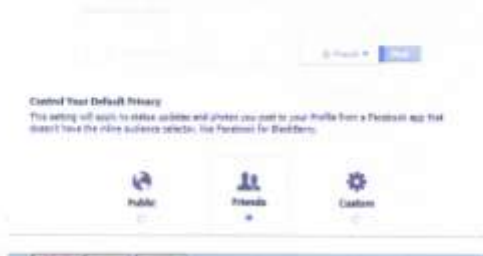 Control Your Default Privacy
This setting will apply to status updates and photos you post to your Profile from a Facebook app that
doesn't have the inline audience selector, like Facebook for BlackBerry.
Public
Friends
Custom